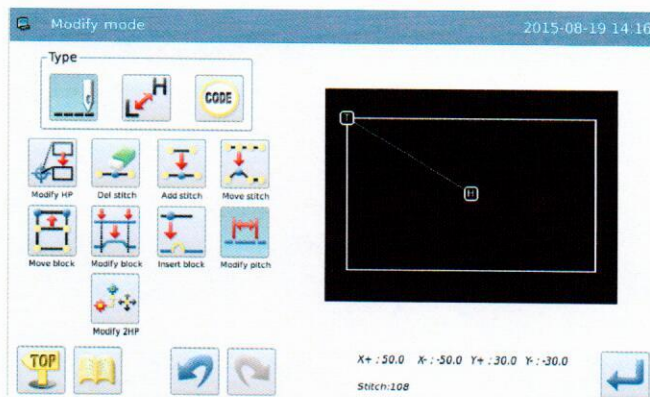 Modify mode
2015-08-19 14:16
Type
L H
CODE
Modify HP
Del stitch
Add stitch
Move stitch
Move block
Modify block
Insert block
Modify pitch
Modify 2HP
T
H
TOP
X+ : 50.0 X- : -50.0 Y+ : 30.0 Y- : -30.0
Stitch:108